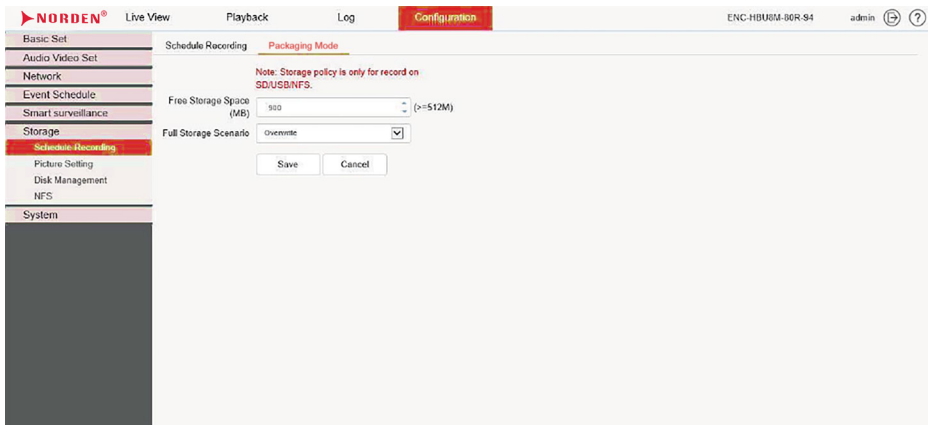 NORDEN® Live View Playback Log Configuration ENC-HBU8M-80R-S4 admin ?
Basic Set
Audio Video Set
Network
Event Schedule
Smart surveillance
Storage
Schedule Recording
Picture Setting
Disk Management
NFS
System
Schedule Recording Packaging Mode
Note: Storage policy is only for record on
SD/USB/NFS.
Free Storage Space
(MB)
900 (>=512M)
Full Storage Scenario Overwrite
Save Cancel